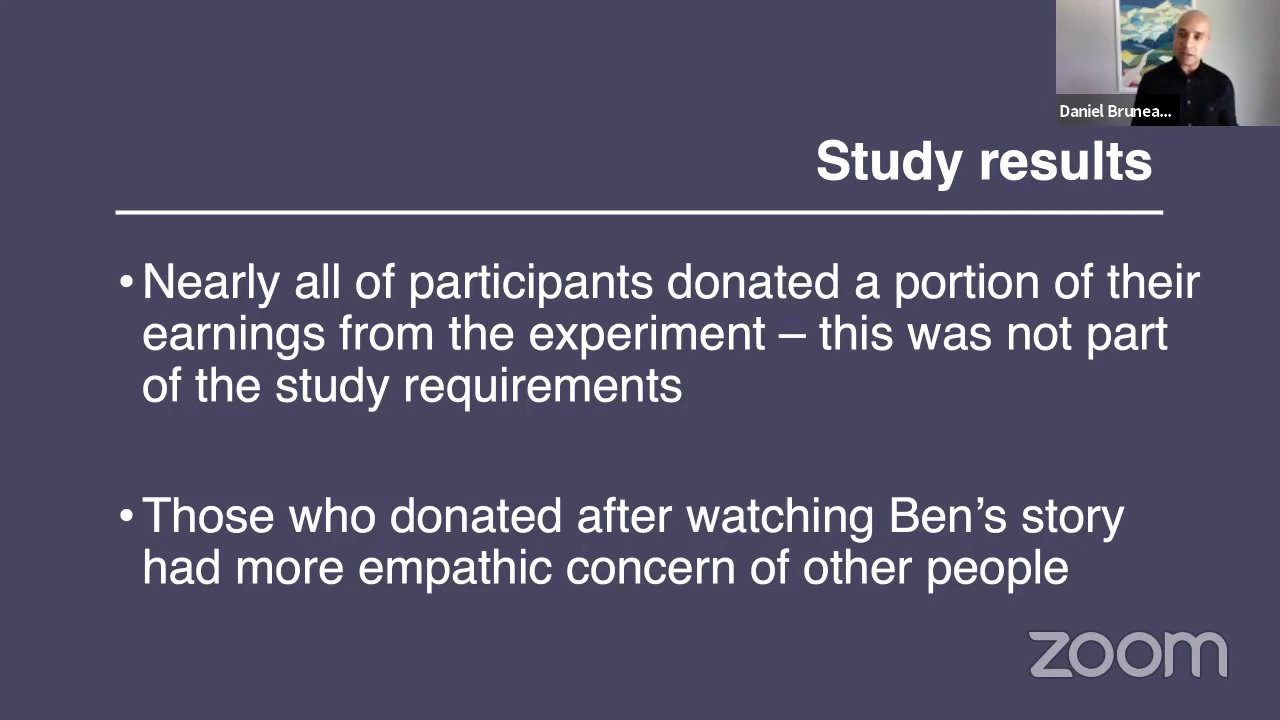 Daniel Brunea...
Study results
• Nearly all of participants donated a portion of their
earnings from the experiment – this was not part
of the study requirements
• Those who donated after watching Ben’s story
had more empathic concern of other people
zoom